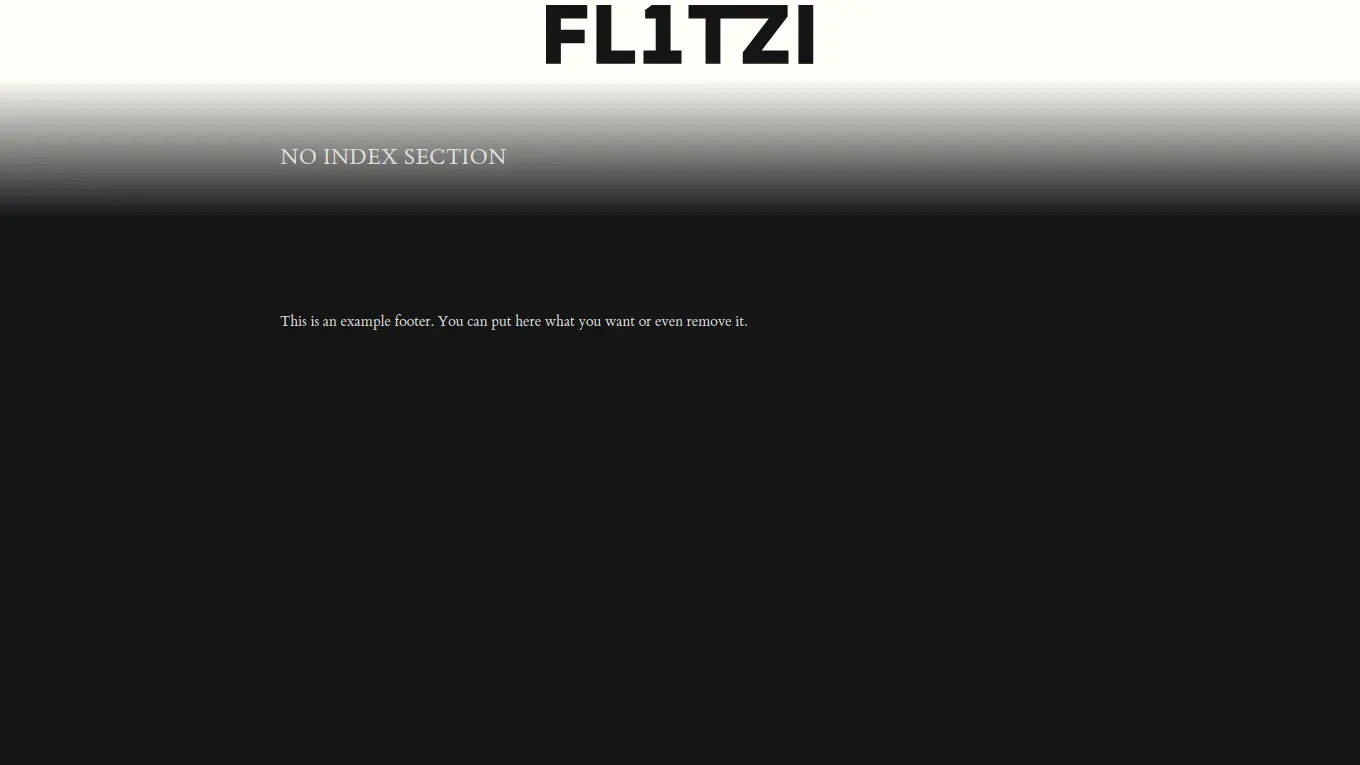 FL1TZI
NO INDEX SECTION
This is an example footer. You can put here what you want or even remove it.